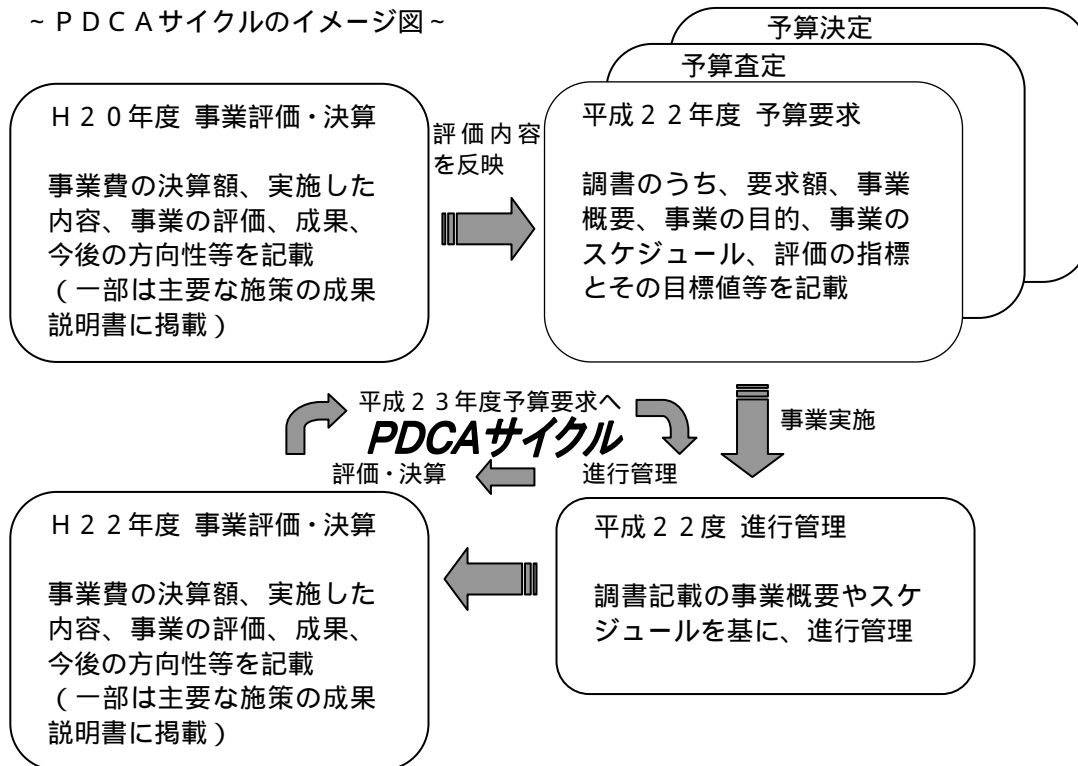 ~ＰＤＣＡサイクルのイメージ図~
予算決定
予算査定
Ｈ２０年度 事業評価・決算
事業費の決算額、実施した
内容、事業の評価、成果、
今後の方向性等を記載
（一部は主要な施策の成果
説明書に掲載）
評価内容
を反映
平成２２年度 予算要求
調書のうち、要求額、事業
概要、事業の目的、事業の
スケジュール、評価の指標
とその目標値等を記載
事業実施
平成２３年度予算要求へ
PDCAサイクル
評価・決算
進行管理
Ｈ２２年度 事業評価・決算
事業費の決算額、実施した
内容、事業の評価、成果、
今後の方向性等を記載
（一部は主要な施策の成果
説明書に掲載）
平成２２度 進行管理
調書記載の事業概要やスケ
ジュールを基に、進行管理